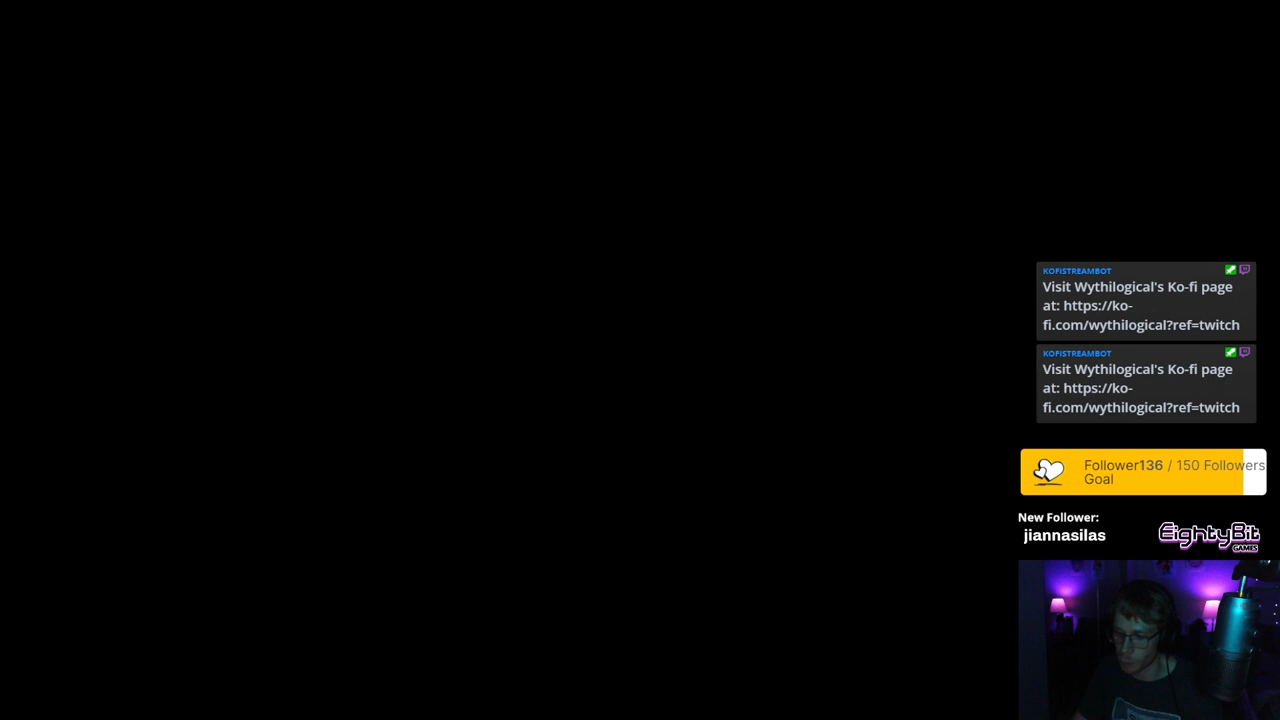 KOFISTREAMBOT
Visit Wythilogical's Ko-fi page
at: https://ko-
fi.com/wythilogical?ref=twitch
KOFISTREAMBOT
Visit Wythilogical's Ko-fi page
at: https://ko-
fi.com/wythilogical?ref=twitch
Follower136 / 150 Followers
Goal
New Follower:
jiannasilas
EightyBit
GAMES